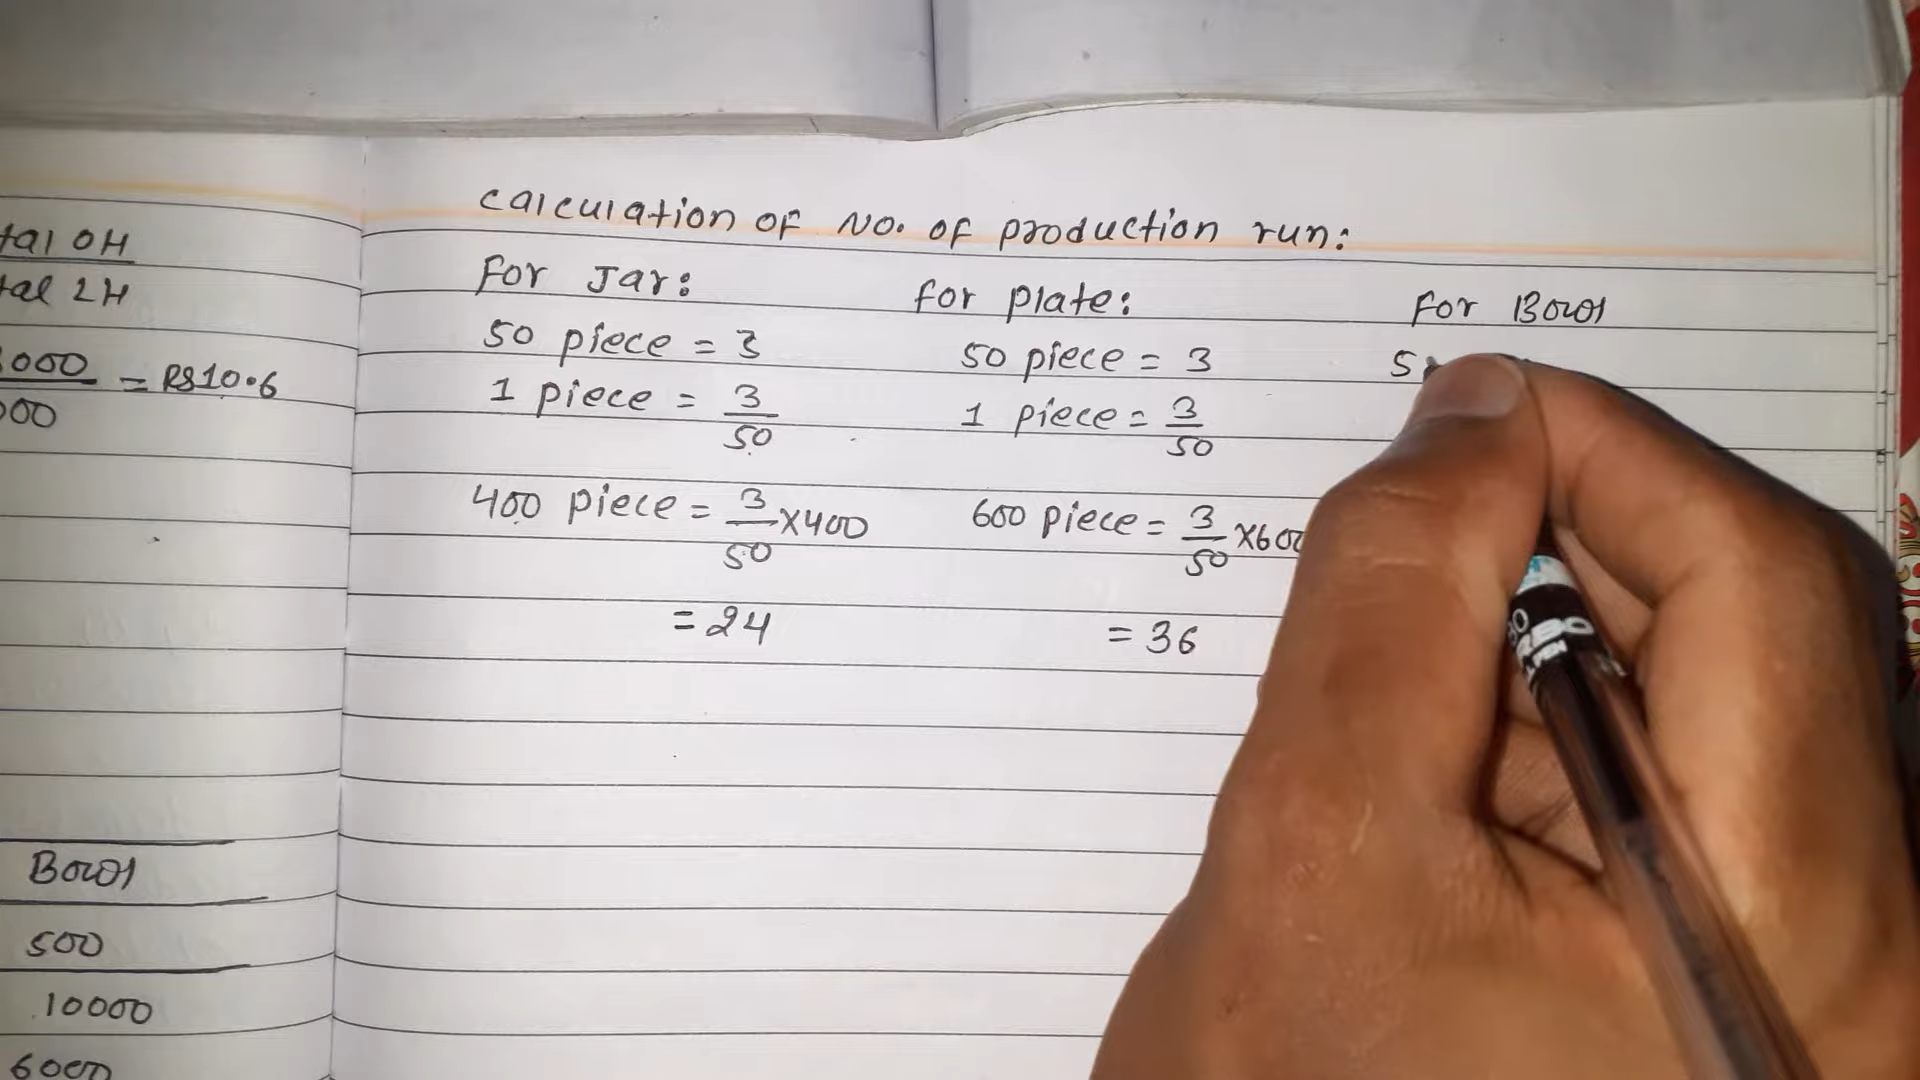 tal OH
tal LH
000 = RS10.6
00
Bowl
500
10000
6000
Calculation of No. of production run:
For Jar:
50 piece = 3
1 piece = 3/50
400 piece = 3/50 x400
= 24
for plate:
50 piece = 3
1 piece = 3/50
600 piece = 3/50 x600
= 36
For Bowl
5